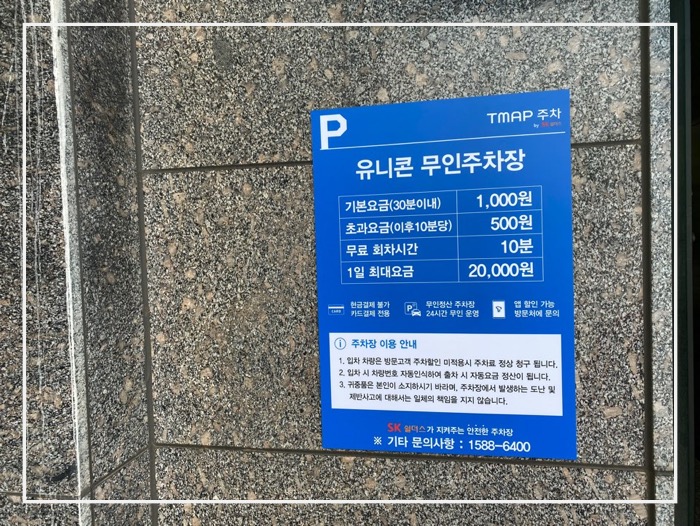 P
TMAP 주차
by SK쉴더스
유니콘 무인주차장
기본요금(30분이내) 1,000원
초과요금(이후10분당) 500원
무료 회차시간 10분
1일 최대요금 20,000원
현금결제 불가
카드결제 전용
CARD
무인정산 주차장
24시간 무인 운영
P
앱 할인 가능
방문처에 문의
주차장 이용 안내
1. 입차 차량은 방문고객 주차할인 미적용시 주차료 정상 청구 됩니다.
2. 입차 시 차량번호 자동인식하여 출차 시 자동요금 정산이 됩니다.
3. 귀중품은 본인이 소지하시기 바라며, 주차장에서 발생하는 도난 및
제반사고에 대해서는 일체의 책임을 지지 않습니다.
SK 쉴더스가 지켜주는 안전한 주차장
※ 기타 문의사항 : 1588-6400